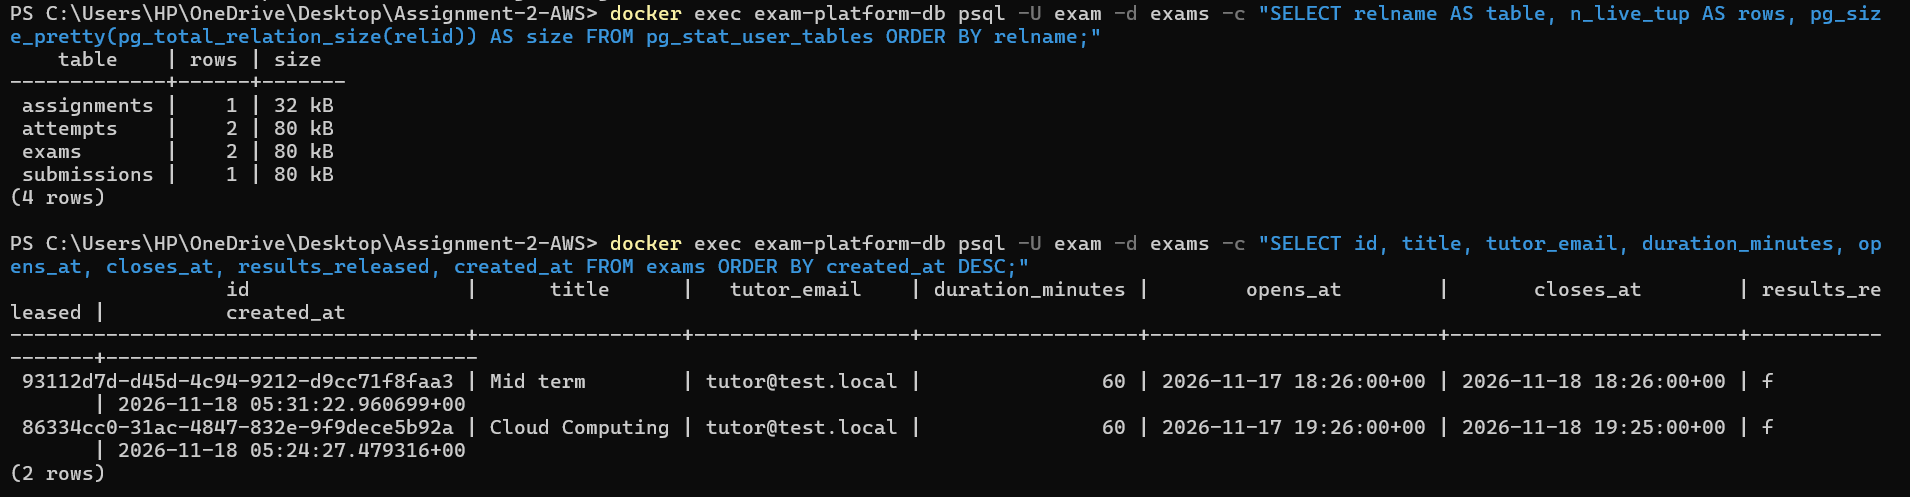 PS C:\Users\HP\OneDrive\Desktop\Assignment-2-AWS> docker exec exam-platform-db psql -U exam -d exams -c "SELECT relname AS table, n_live_tup AS rows, pg_siz
e_pretty(pg_total_relation_size(relid)) AS size FROM pg_stat_user_tables ORDER BY relname;"
    table    | rows | size
-------------+------+-------
 assignments |    1 | 32 kB
 attempts    |    2 | 80 kB
 exams       |    2 | 80 kB
 submissions |    1 | 80 kB
(4 rows)

PS C:\Users\HP\OneDrive\Desktop\Assignment-2-AWS> docker exec exam-platform-db psql -U exam -d exams -c "SELECT id, title, tutor_email, duration_minutes, op
ens_at, closes_at, results_released, created_at FROM exams ORDER BY created_at DESC;"
                  id                  |      title      |   tutor_email    | duration_minutes |        opens_at        |       closes_at        | results_re
leased |          created_at
--------------------------------------+-----------------+------------------+------------------+------------------------+------------------------+-----------
-------+-------------------------------
 93112d7d-d45d-4c94-9212-d9cc71f8faa3 | Mid term        | tutor@test.local |               60 | 2026-11-17 18:26:00+00 | 2026-11-18 18:26:00+00 | f
       | 2026-11-18 05:31:22.960699+00
 86334cc0-31ac-4847-832e-9f9dece5b92a | Cloud Computing | tutor@test.local |               60 | 2026-11-17 19:26:00+00 | 2026-11-18 19:25:00+00 | f
       | 2026-11-18 05:24:27.479316+00
(2 rows)